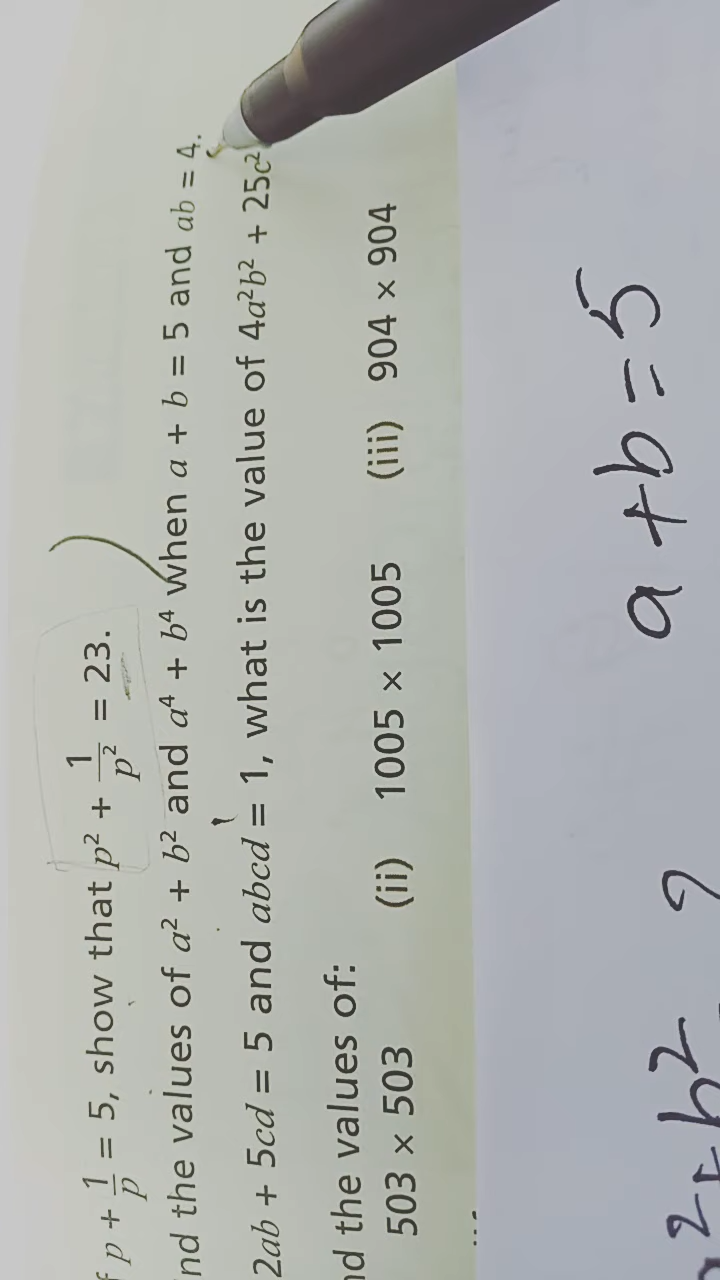 p + 1/p = 5, show that p² + 1/p² = 23.
nd the values of a² + b² and a⁴ + b⁴ when a + b = 5 and ab = 4.
2ab + 5cd = 5 and abcd = 1, what is the value of 4a²b² + 25c²
nd the values of:
503 × 503 (ii) 1005 × 1005 (iii) 904 × 904
a + b = 5
²+b² ?